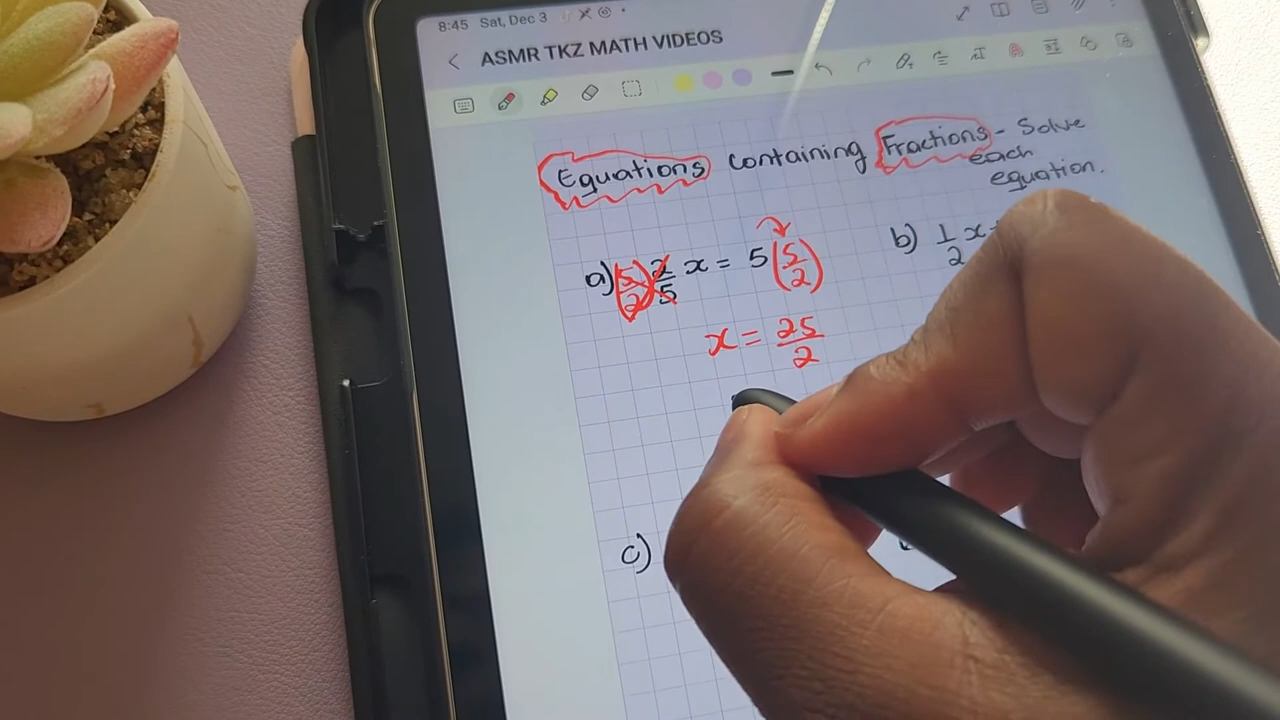 8:45 Sat, Dec 3
ASMR TKZ MATH VIDEOS
Equations containing Fractions - Solve
each
equation.
a) (5/2) 2/5 x = 5 (5/2)
x = 25/2
b) 1/2 x
c)